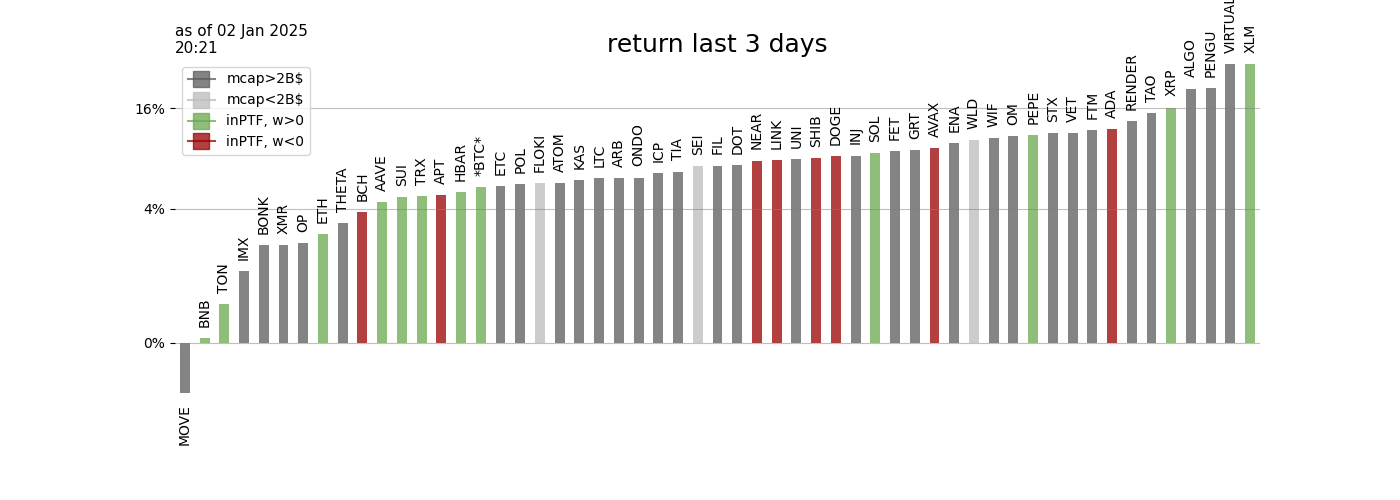 as of 02 Jan 2025
20:21
return last 3 days
mcap>2B$
mcap<2B$
inPTF, w>0
inPTF, w<0
16%
4%
0%
MOVE
BNB
TON
IMX
BONK
XMR
OP
ETH
THETA
BCH
AAVE
SUI
TRX
APT
HBAR
*BTC*
ETC
POL
FLOKI
ATOM
KAS
LTC
ARB
ONDO
ICP
TIA
SEI
FIL
DOT
NEAR
LINK
UNI
SHIB
DOGE
INJ
SOL
FET
GRT
AVAX
ENA
WLD
WIF
OM
PEPE
STX
VET
FTM
ADA
RENDER
TAO
XRP
ALGO
PENGU
VIRTUAL
XLM